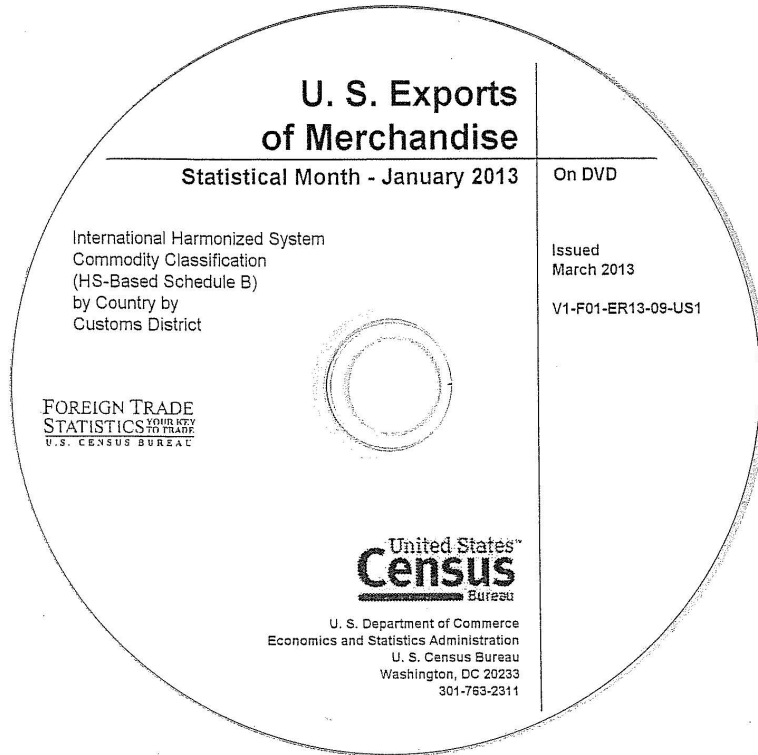 U. S. Exports
of Merchandise
Statistical Month - January 2013
On DVD
International Harmonized System
Commodity Classification
(HS-Based Schedule B)
by Country by
Customs District
Issued
March 2013
V1-F01-ER13-09-US1
FOREIGN TRADE
STATISTICS YOUR KEY TO TRADE
U.S. CENSUS BUREAU
United States™
Census
Bureau
U. S. Department of Commerce
Economics and Statistics Administration
U. S. Census Bureau
Washington, DC 20233
301-763-2311